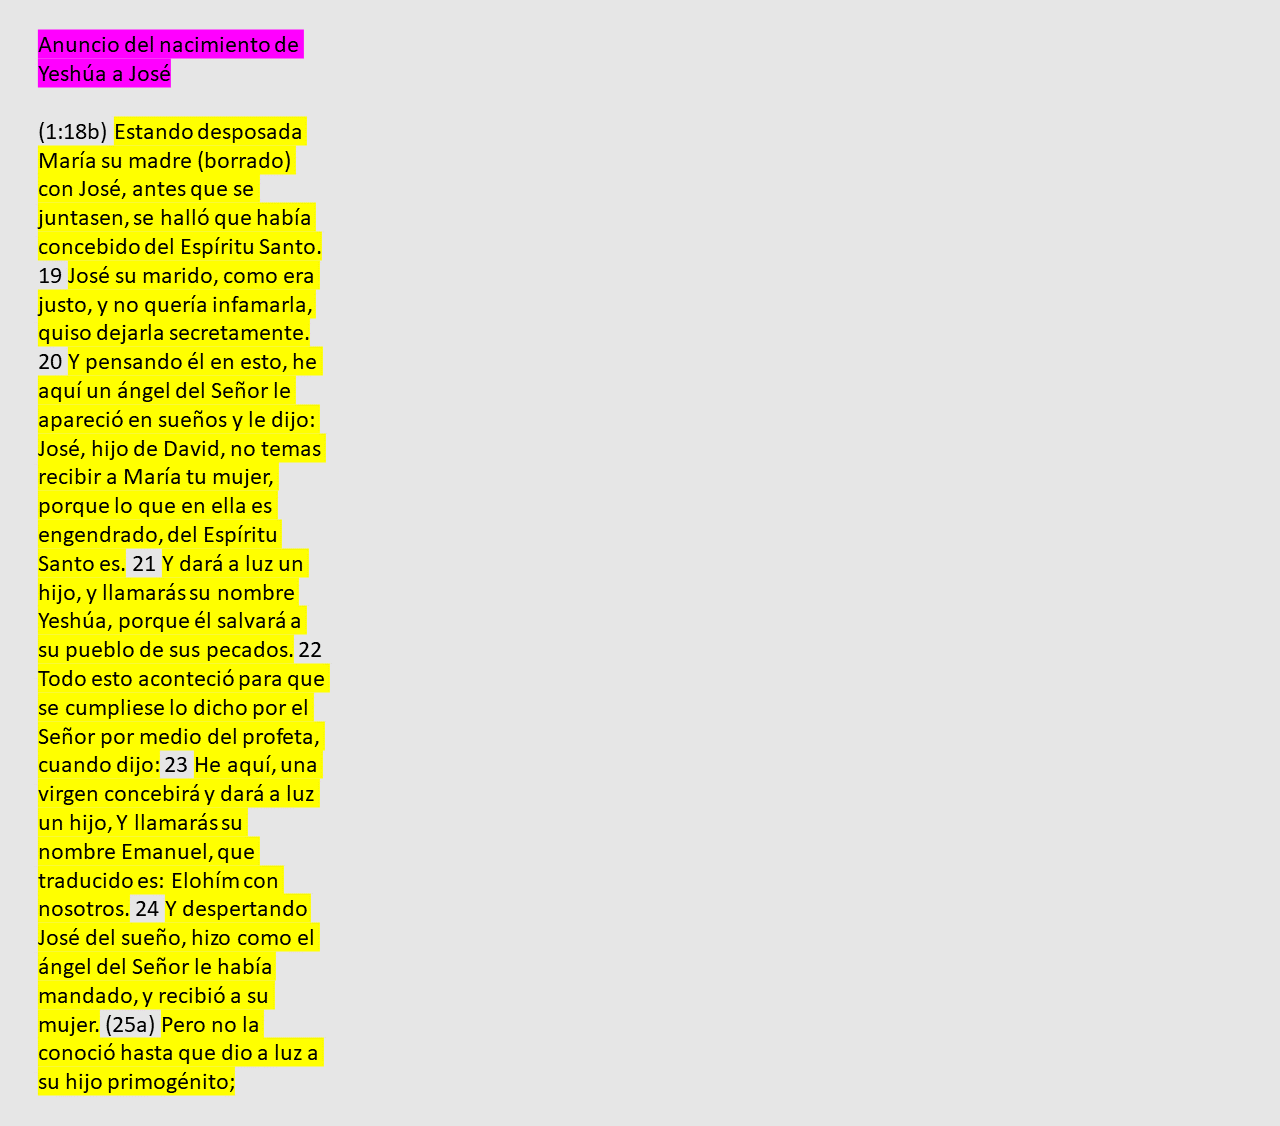 Anuncio del nacimiento de
Yeshúa a José
(1:18b) Estando desposada
María su madre (borrado)
con José, antes que se
juntasen, se halló que había
concebido del Espíritu Santo.
19 José su marido, como era
justo, y no quería infamarla,
quiso dejarla secretamente.
20 Y pensando él en esto, he
aquí un ángel del Señor le
apareció en sueños y le dijo:
José, hijo de David, no temas
recibir a María tu mujer,
porque lo que en ella es
engendrado, del Espíritu
Santo es. 21 Y dará a luz un
hijo, y llamarás su nombre
Yeshúa, porque él salvará a
su pueblo de sus pecados. 22
Todo esto aconteció para que
se cumpliese lo dicho por el
Señor por medio del profeta,
cuando dijo: 23 He aquí, una
virgen concebirá y dará a luz
un hijo, Y llamarás su
nombre Emanuel, que
traducido es: Elohím con
nosotros. 24 Y despertando
José del sueño, hizo como el
ángel del Señor le había
mandado, y recibió a su
mujer. (25a) Pero no la
conoció hasta que dio a luz a
su hijo primogénito;